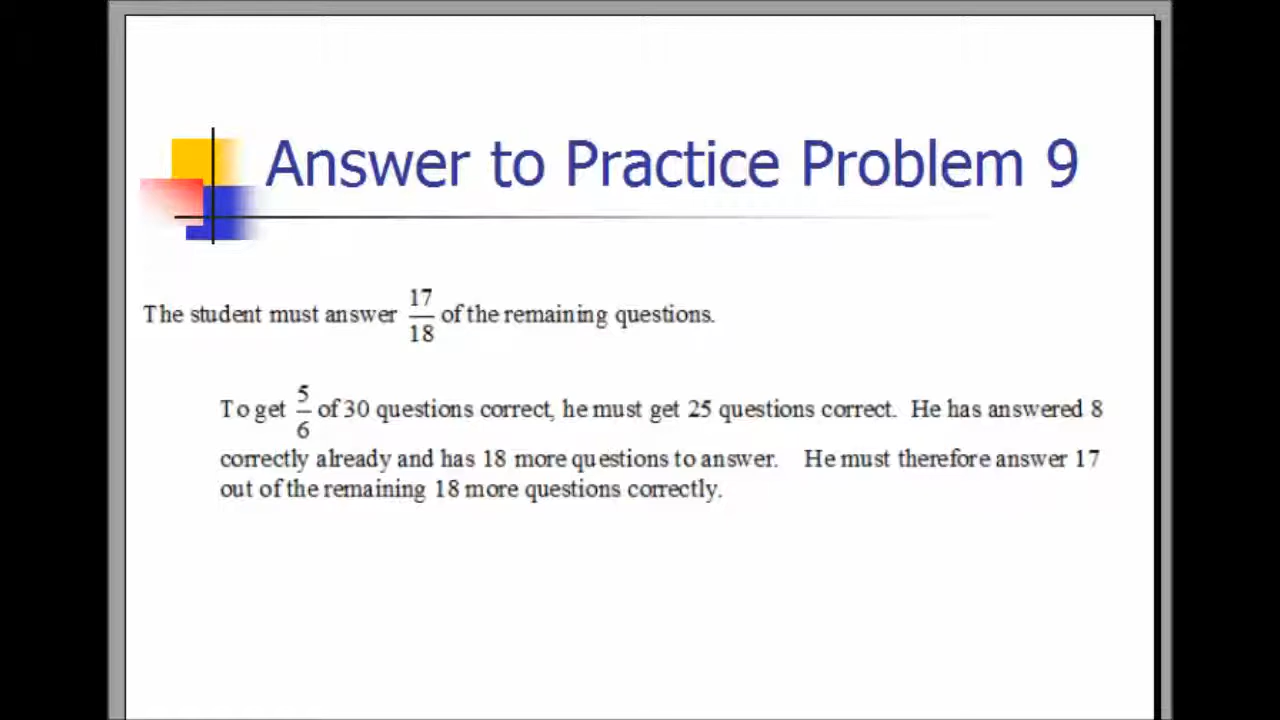 Answer to Practice Problem 9
The student must answer 17/18 of the remaining questions.
To get 5/6 of 30 questions correct, he must get 25 questions correct. He has answered 8
correctly already and has 18 more questions to answer. He must therefore answer 17
out of the remaining 18 more questions correctly.